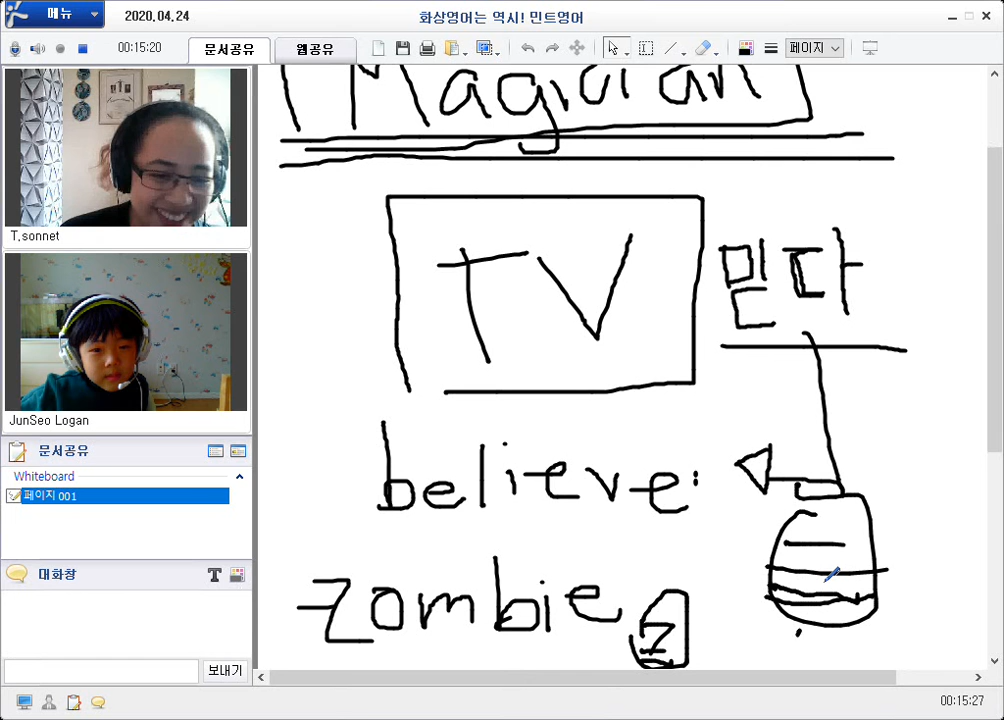 메뉴 2020.04.24 화상영어는 역시! 민트영어
00:15:20 문서공유 웹공유 페이지
T.sonnet
JunSeo Logan
문서공유
Whiteboard
페이지 001
대화창
보내기
Magician
TV 믿다
believe:
zombie
z
00:15:27